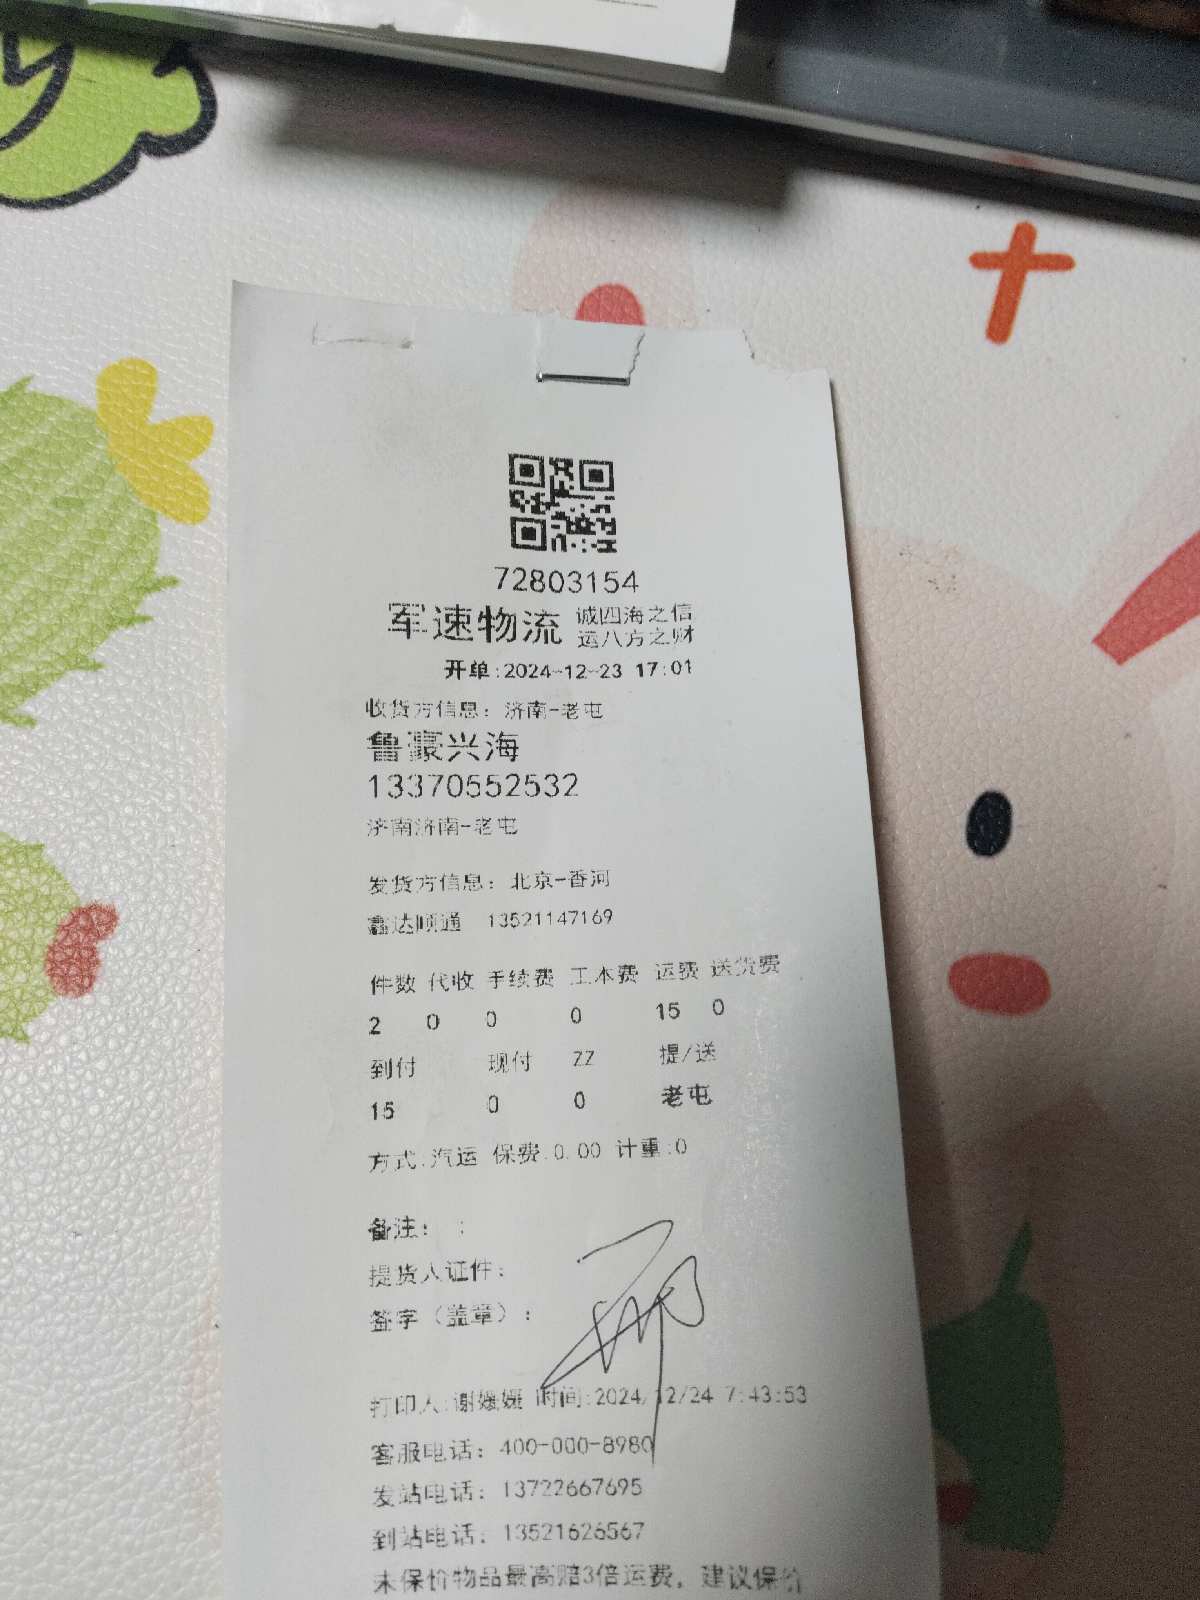 72803154
军速物流 诚四海之信
运八方之财
开单:2024-12-23 17:01
收货方信息: 济南-老屯
鲁豪兴海
13370552532
济南济南-老屯
发货方信息: 北京-香河
鑫达顺通 13521147169
件数 代收 手续费 工本费 运费 送货费
2 0 0 0 15 0
到付 现付 ZZ 提/送
15 0 0 老屯
方式:汽运 保费:0.00 计重:0
备注: :
提货人证件:
签字（盖章）:
打印人:谢媛媛 时间:2024/12/24 7:43:53
客服电话: 400-000-8980
发站电话: 13722667695
到站电话: 13521626567
未保价物品最高赔3倍运费, 建议保价